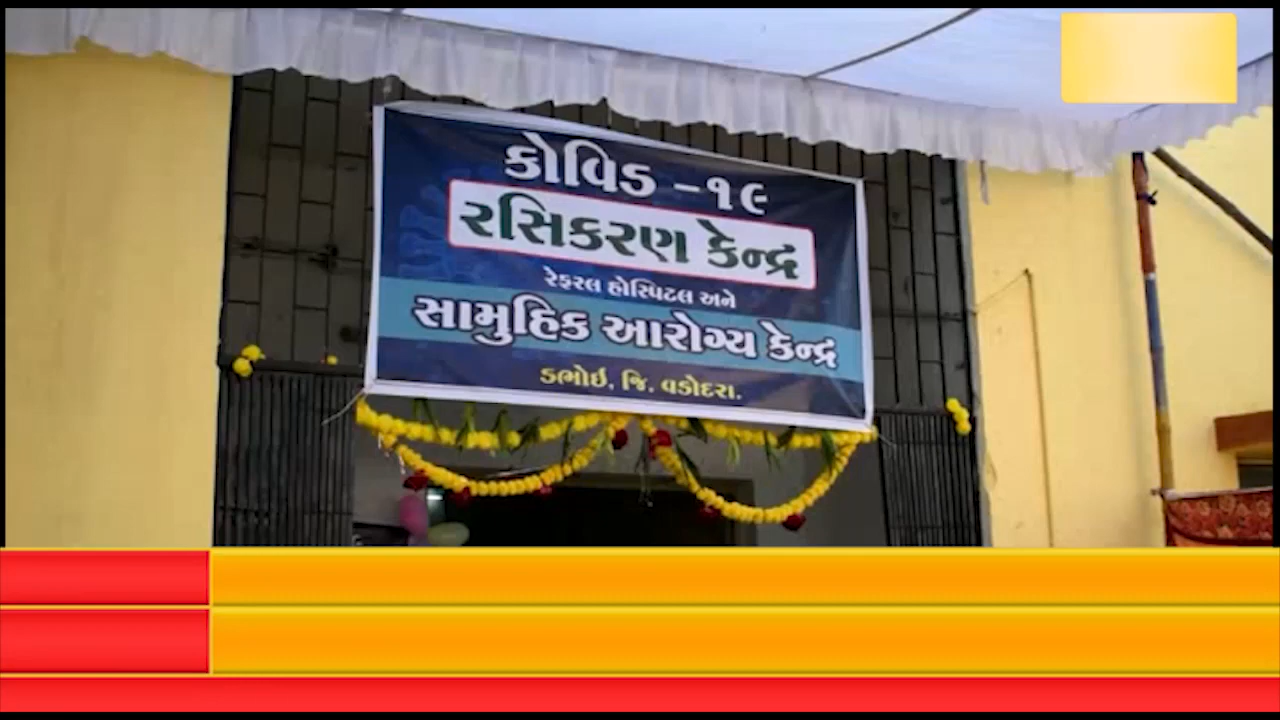 કોવિડ -૧૯
રસિકરણ કેન્દ્ર
રેફરલ હોસ્પિટલ અને
સામુહિક આરોગ્ય કેન્દ્ર
ડભોઇ, જિ. વડોદરા.